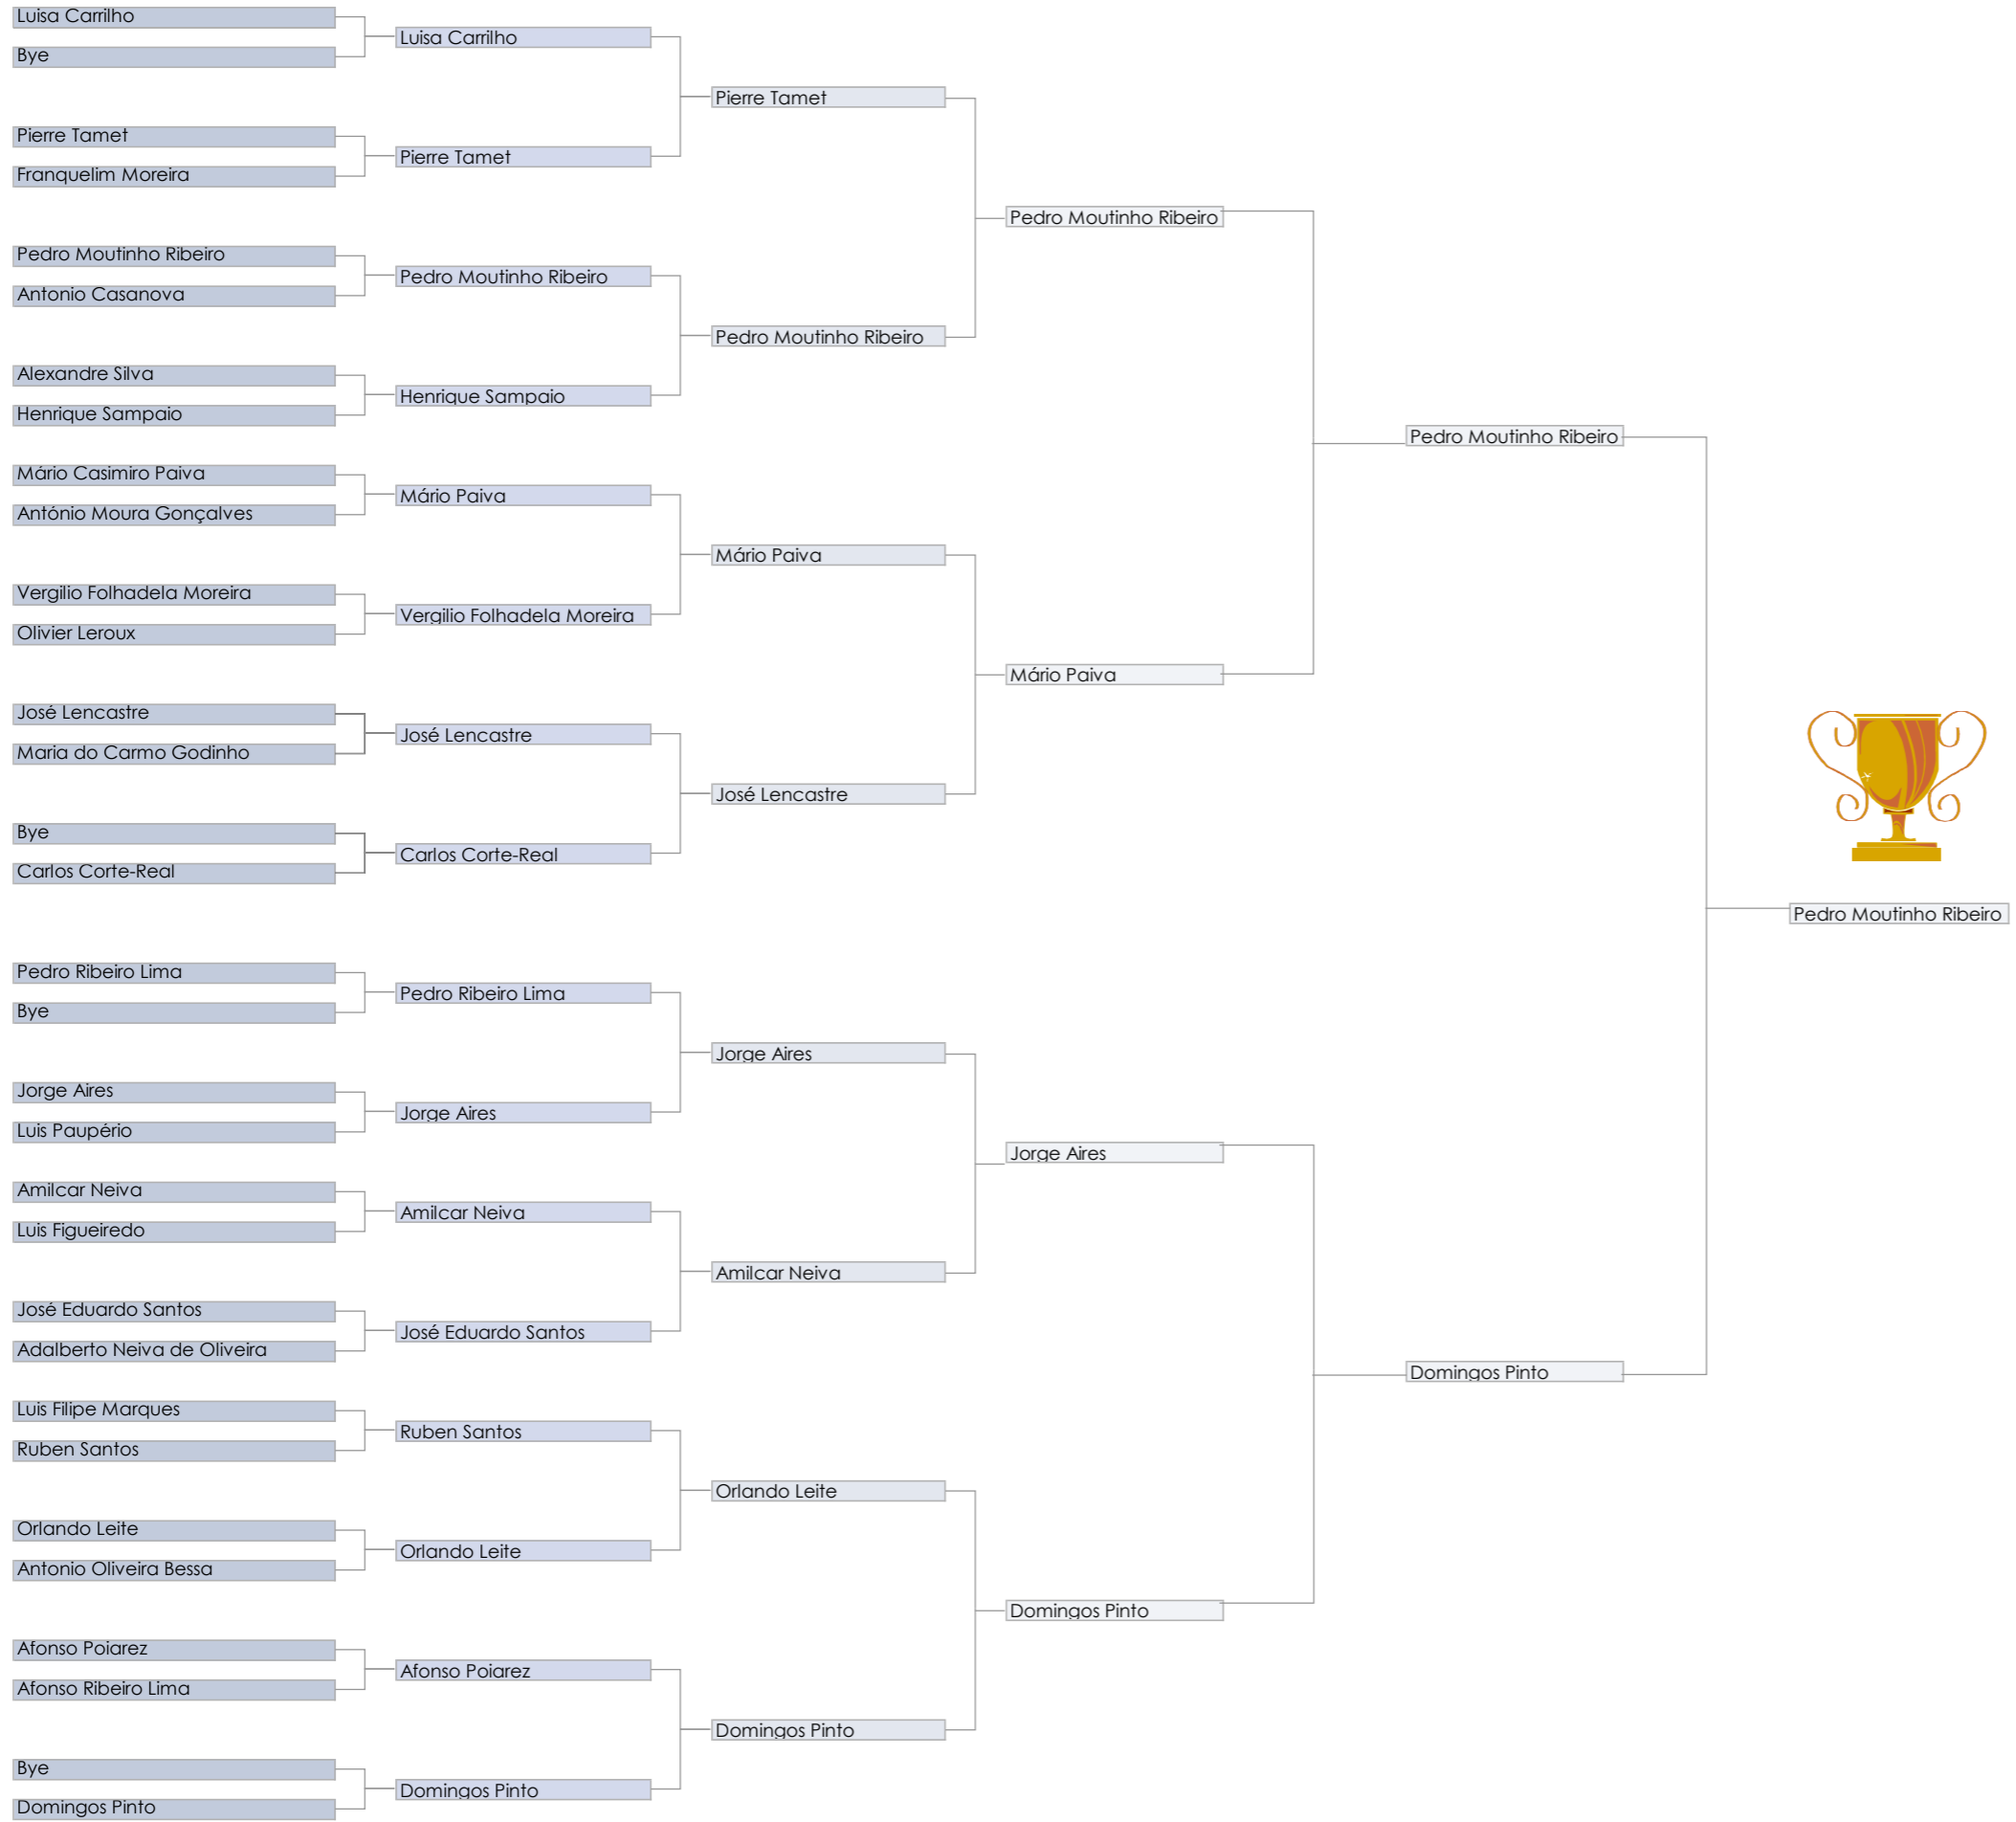 Luisa Carrilho
Bye
Pierre Tamet
Franquelim Moreira
Pedro Moutinho Ribeiro
Antonio Casanova
Alexandre Silva
Henrique Sampaio
Mário Casimiro Paiva
António Moura Gonçalves
Vergilio Folhadela Moreira
Olivier Leroux
José Lencastre
Maria do Carmo Godinho
Bye
Carlos Corte-Real
Pedro Ribeiro Lima
Bye
Jorge Aires
Luis Paupério
Amilcar Neiva
Luis Figueiredo
José Eduardo Santos
Adalberto Neiva de Oliveira
Luis Filipe Marques
Ruben Santos
Orlando Leite
Antonio Oliveira Bessa
Afonso Poiarez
Afonso Ribeiro Lima
Bye
Domingos Pinto
Luisa Carrilho
Pierre Tamet
Pedro Moutinho Ribeiro
Henrique Sampaio
Mário Paiva
Vergilio Folhadela Moreira
José Lencastre
Carlos Corte-Real
Pedro Ribeiro Lima
Jorge Aires
Amilcar Neiva
José Eduardo Santos
Ruben Santos
Orlando Leite
Afonso Poiarez
Domingos Pinto
Pierre Tamet
Pedro Moutinho Ribeiro
Mário Paiva
José Lencastre
Jorge Aires
Amilcar Neiva
Orlando Leite
Domingos Pinto
Pedro Moutinho Ribeiro
Mário Paiva
Jorge Aires
Domingos Pinto
Pedro Moutinho Ribeiro
Domingos Pinto
Pedro Moutinho Ribeiro